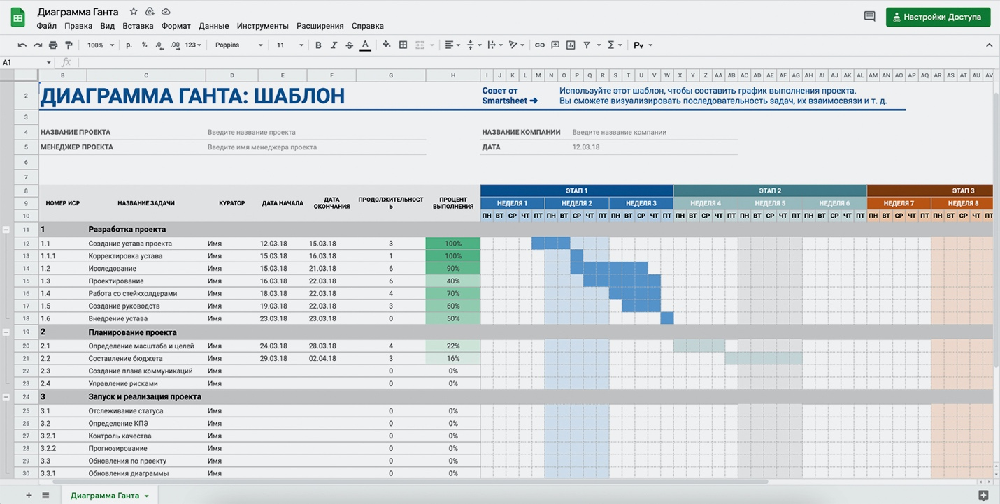 Диаграмма Ганта
Файл Правка Вид Вставка Формат Данные Инструменты Расширения Справка
Настройки Доступа
100% р. % .0 .00 123 Poppins 11 B I S A Σ Ру
A1 fx
B C D E F G H I J K L M N O P Q R S T U V W X Y Z AA AB AC AD AE AF AG AH AI AJ AK AL AM AN AO AP AQ AR AS AT AU AV
2 ДИАГРАММА ГАНТА: ШАБЛОН
Совет от
Smartsheet ➔
Используйте этот шаблон, чтобы составить график выполнения проекта.
Вы сможете визуализировать последовательность задач, их взаимосвязи и т. д.
3
4 НАЗВАНИЕ ПРОЕКТА Введите название проекта НАЗВАНИЕ КОМПАНИИ Введите название компании
5 МЕНЕДЖЕР ПРОЕКТА Введите имя менеджера проекта ДАТА 12.03.18
6
7
8 ЭТАП 1 ЭТАП 2 ЭТАП 3
9 НОМЕР ИСР НАЗВАНИЕ ЗАДАЧИ КУРАТОР ДАТА НАЧАЛА ДАТА ОКОНЧАНИЯ ПРОДОЛЖИТЕЛЬНОСТ Ь ПРОЦЕНТ ВЫПОЛНЕНИЯ НЕДЕЛЯ 1 НЕДЕЛЯ 2 НЕДЕЛЯ 3 НЕДЕЛЯ 4 НЕДЕЛЯ 5 НЕДЕЛЯ 6 НЕДЕЛЯ 7 НЕДЕЛЯ 8
10 ПН ВТ СР ЧТ ПТ ПН ВТ СР ЧТ ПТ ПН ВТ СР ЧТ ПТ ПН ВТ СР ЧТ ПТ ПН ВТ СР ЧТ ПТ ПН ВТ СР ЧТ ПТ ПН ВТ СР ЧТ ПТ ПН ВТ СР ЧТ ПТ
11 1 Разработка проекта
12 1.1 Создание устава проекта Имя 12.03.18 15.03.18 3 100%
13 1.1.1 Корректировка устава Имя 15.03.18 16.03.18 1 100%
14 1.2 Исследование Имя 15.03.18 21.03.18 6 90%
15 1.3 Проектирование Имя 16.03.18 22.03.18 6 40%
16 1.4 Работа со стейкхолдерами Имя 18.03.18 22.03.18 4 70%
17 1.5 Создание руководств Имя 19.03.18 22.03.18 3 60%
18 1.6 Внедрение устава Имя 23.03.18 23.03.18 0 50%
19 2 Планирование проекта
20 2.1 Определение масштаба и целей Имя 24.03.18 28.03.18 4 22%
21 2.2 Составление бюджета Имя 29.03.18 02.04.18 3 16%
22 2.3 Создание плана коммуникаций Имя 0 0%
23 2.4 Управление рисками Имя 0 0%
24 3 Запуск и реализация проекта
25 3.1 Отслеживание статуса Имя 0 0%
26 3.2 Определение КПЭ Имя 0 0%
27 3.2.1 Контроль качества Имя 0 0%
28 3.2.2 Прогнозирование Имя 0 0%
29 3.3 Обновления по проекту Имя 0 0%
30 3.3.1 Обновления диаграммы Имя 0 0%
Диаграмма Ганта